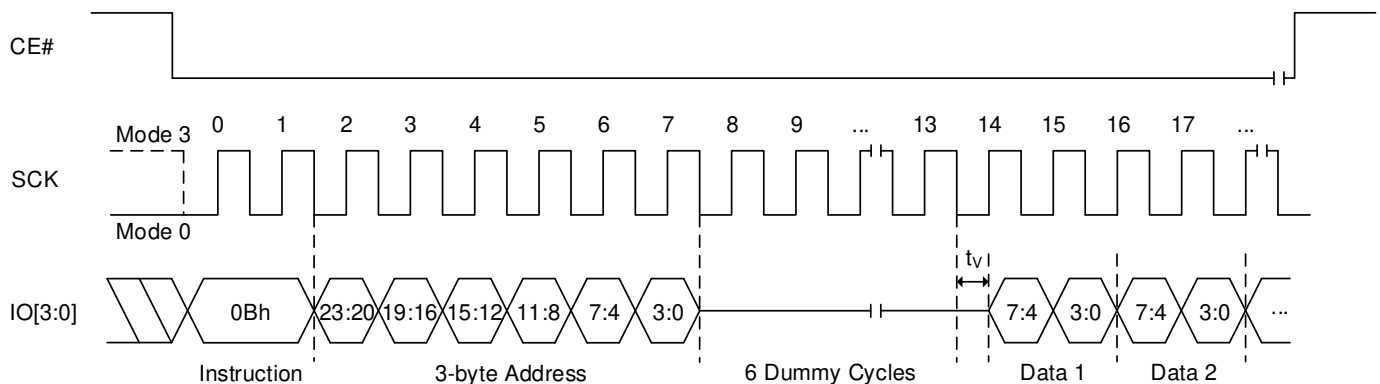 CE#
Mode 3 0 1 2 3 4 5 6 7 8 9 ... 13 14 15 16 17 ...
SCK
Mode 0
tV
IO[3:0] 0Bh 23:20 19:16 15:12 11:8 7:4 3:0 7:4 3:0 7:4 3:0 ...
Instruction 3-byte Address 6 Dummy Cycles Data 1 Data 2